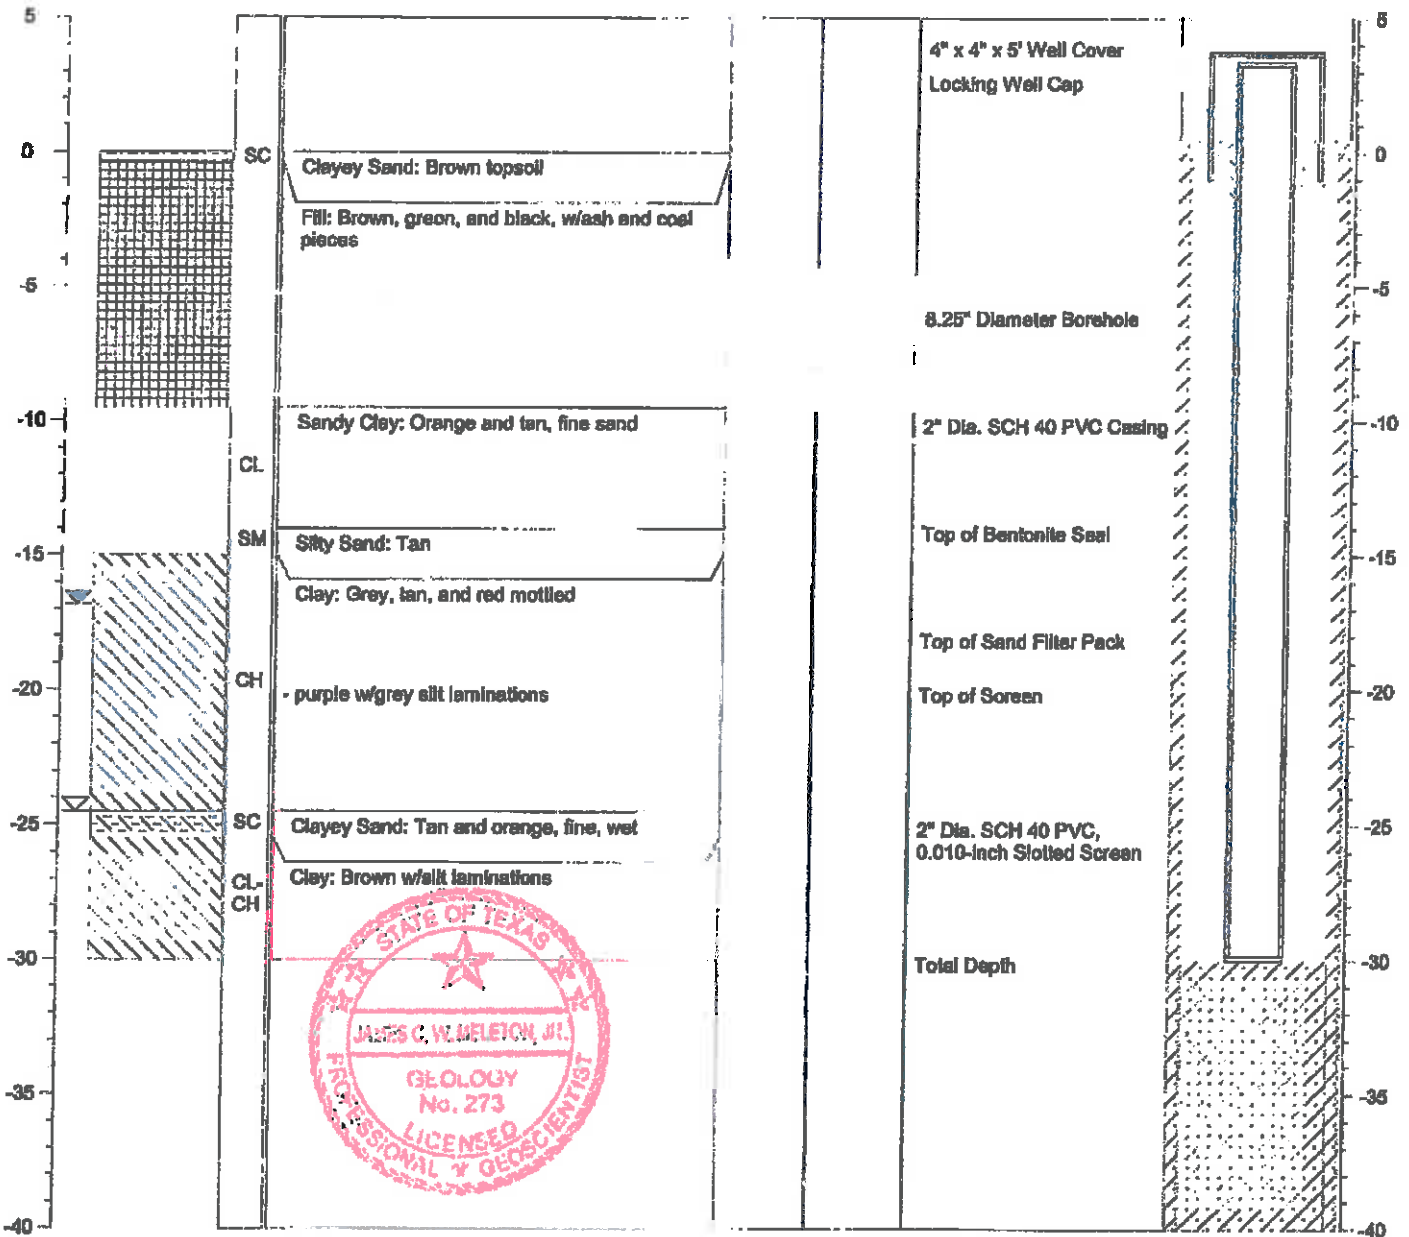 5
0
-5
-10
-15
-20
-25
-30
-35
-40
SC
CL
SM
CH
SC
CL-
CH
Clayey Sand: Brown topsoil
Fill: Brown, green, and black, w/ash and coal
pieces
Sandy Clay: Orange and tan, fine sand
Silty Sand: Tan
Clay: Grey, tan, and red mottled
- purple w/grey silt laminations
Clayey Sand: Tan and orange, fine, wet
Clay: Brown w/silt laminations
STATE OF TEXAS
JAMES C. W. MELETON, JR.
GEOLOGY
No. 273
LICENSED
PROFESSIONAL GEOSCIENTIST
4" x 4" x 5' Well Cover
Locking Well Cap
8.25" Diameter Borehole
2" Dia. SCH 40 PVC Casing
Top of Bentonite Seal
Top of Sand Filter Pack
Top of Screen
2" Dia. SCH 40 PVC,
0.010-inch Slotted Screen
Total Depth
5
0
-5
-10
-15
-20
-25
-30
-35
-40